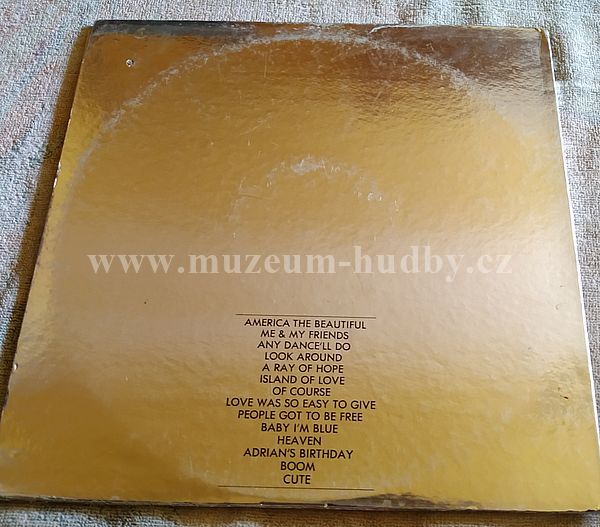 www.muzeum-hudby.cz
AMERICA THE BEAUTIFUL
ME & MY FRIENDS
ANY DANCE'LL DO
LOOK AROUND
A RAY OF HOPE
ISLAND OF LOVE
OF COURSE
LOVE WAS SO EASY TO GIVE
PEOPLE GOT TO BE FREE
BABY I'M BLUE
HEAVEN
ADRIAN'S BIRTHDAY
BOOM
CUTE